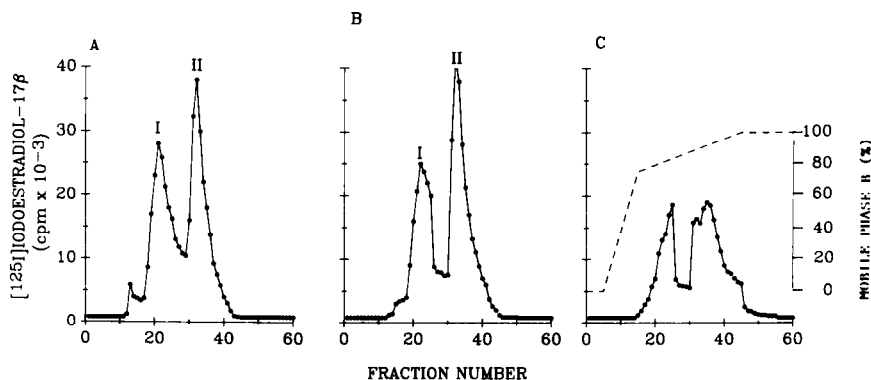 A
B
C
[125I]IODOESTRADIOL-17β
(cpm x 10-3)
40
30
20
10
0
I
II
I
II
100
80
60
40
20
0
MOBILE PHASE B (%)
0 20 40 60
0 20 40 60
0 20 40 60
FRACTION NUMBER